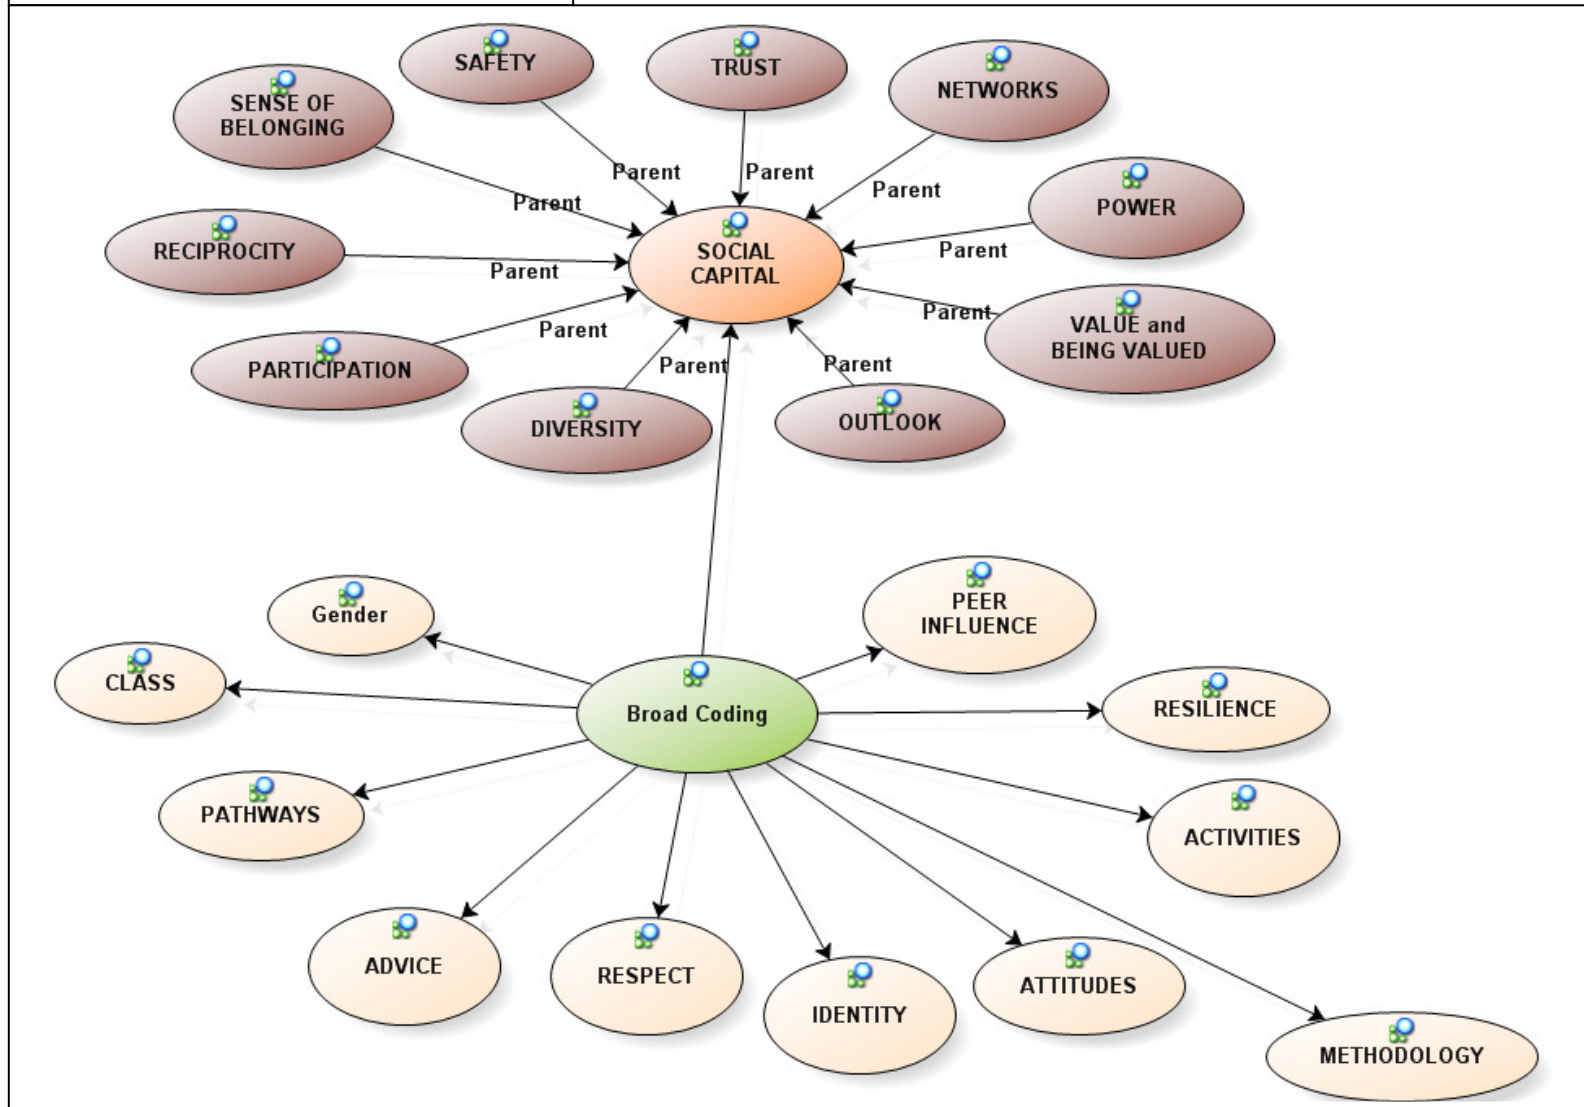 SAFETY
TRUST
NETWORKS
SENSE OF
BELONGING
Parent
Parent
Parent
Parent
POWER
RECIPROCITY
SOCIAL
CAPITAL
Parent
Parent
Parent
VALUE and
BEING VALUED
Parent
PARTICIPATION
Parent
Parent
DIVERSITY
OUTLOOK
Gender
PEER
INFLUENCE
CLASS
Broad Coding
RESILIENCE
PATHWAYS
ACTIVITIES
ADVICE
RESPECT
IDENTITY
ATTITUDES
METHODOLOGY